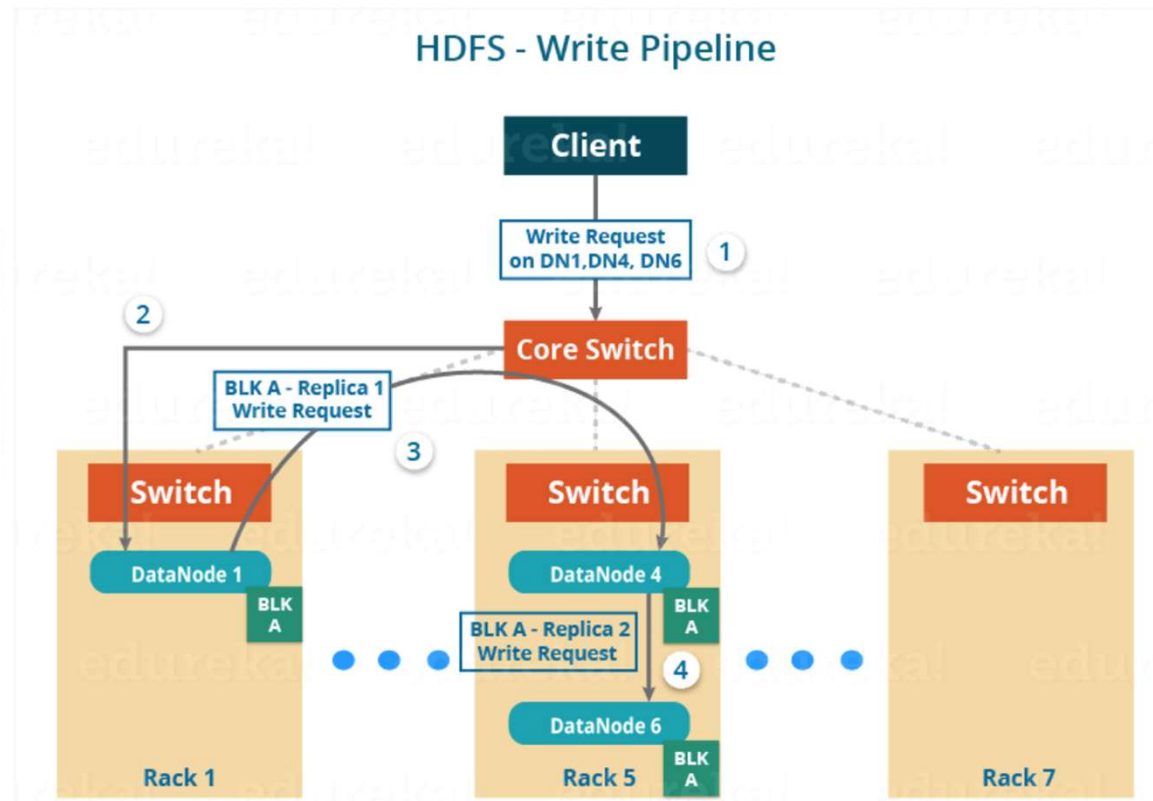 HDFS - Write Pipeline
Client
Write Request
on DN1,DN4, DN6
1
2
Core Switch
BLK A - Replica 1
Write Request
3
Switch
Switch
Switch
DataNode 1
BLK
A
DataNode 4
BLK
A
BLK A - Replica 2
Write Request
4
DataNode 6
BLK
A
Rack 1
Rack 5
Rack 7
edureka!